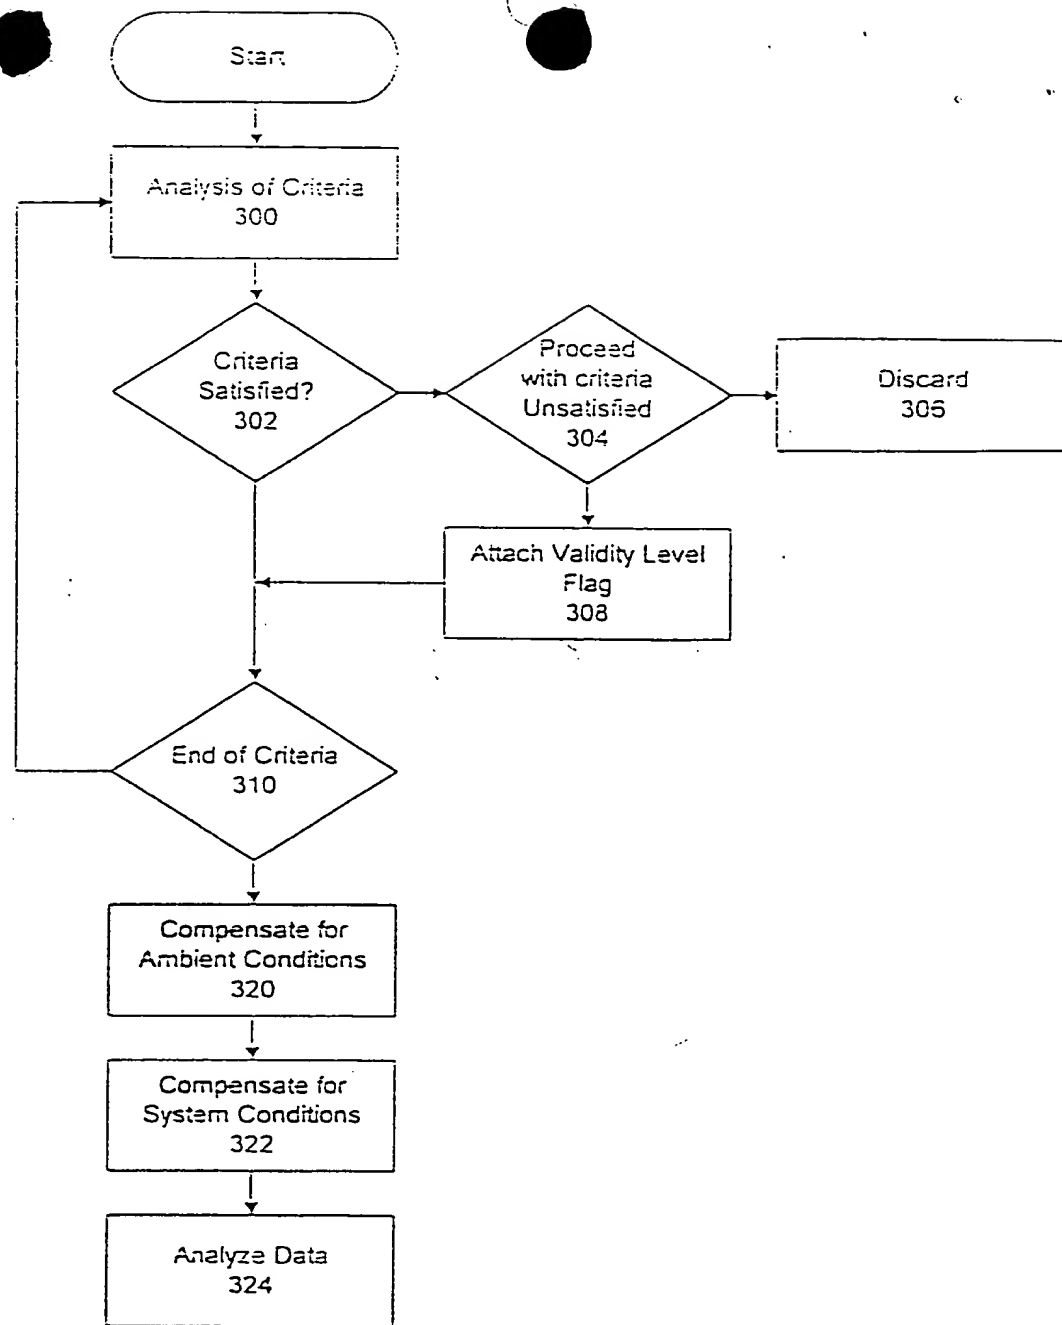 Start
Analysis of Criteria
300
Criteria
Satisfied?
302
Proceed
with criteria
Unsatisfied
304
Discard
306
Attach Validity Level
Flag
308
End of Criteria
310
Compensate for
Ambient Conditions
320
Compensate for
System Conditions
322
Analyze Data
324